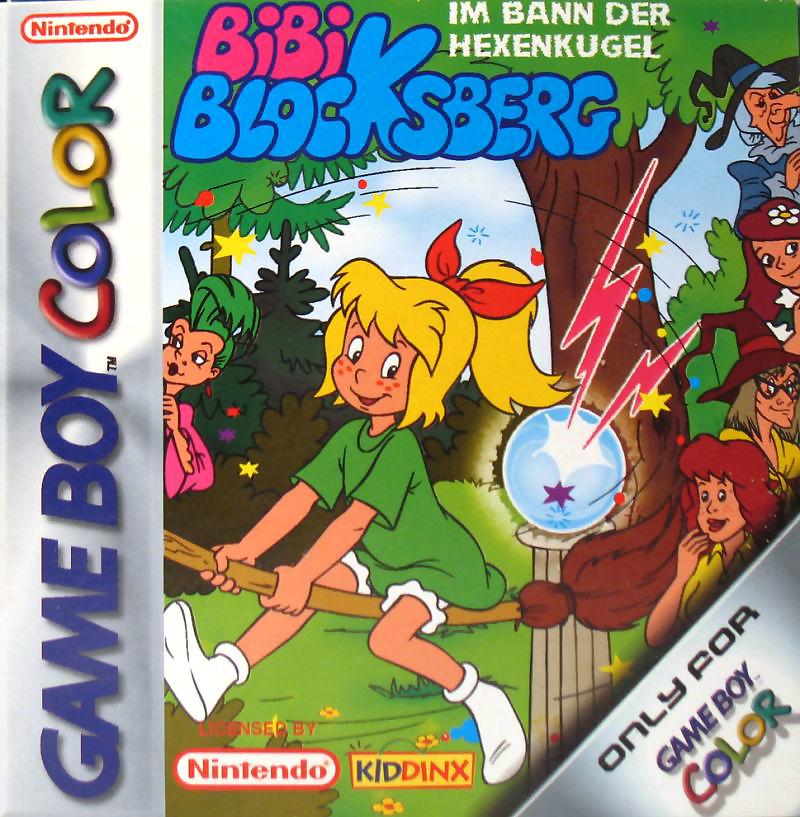 Nintendo
GAME BOY COLOR
TM
BiBi
BLOCKSBERG
IM BANN DER
HEXENKUGEL
LICENSED BY
Nintendo
KIDDINX
ONLY FOR
GAME BOY
COLOR